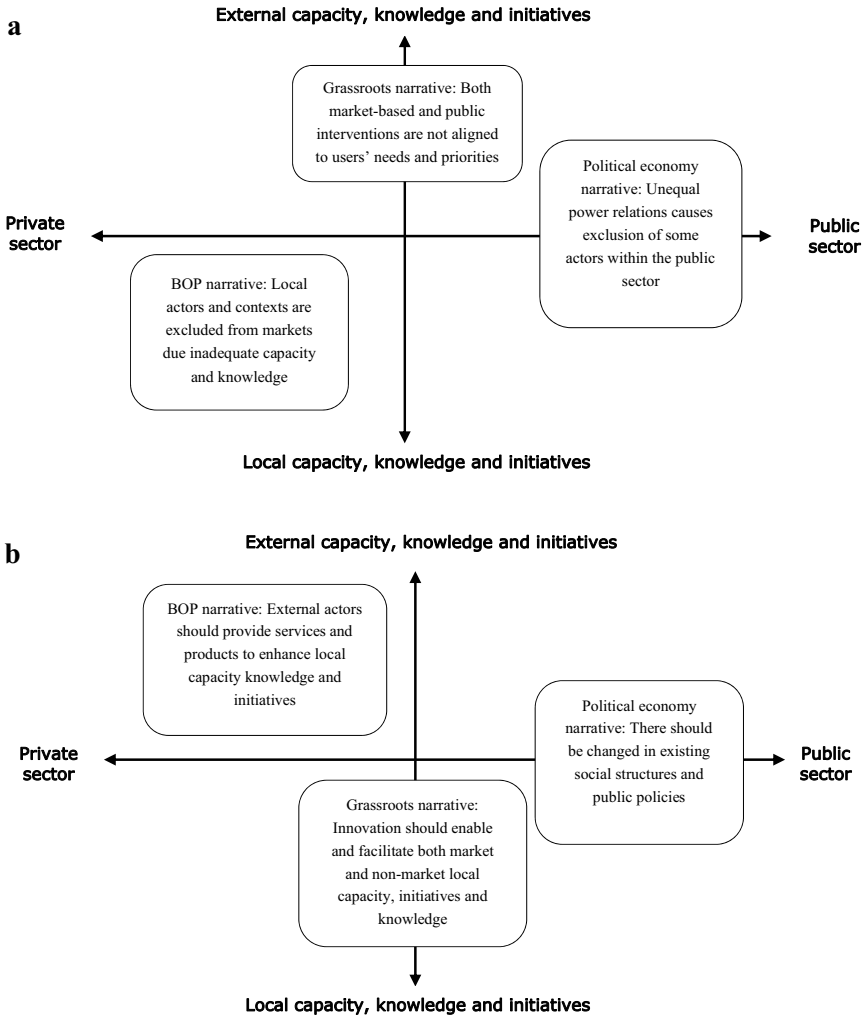 a
External capacity, knowledge and initiatives
Grassroots narrative: Both
market-based and public
interventions are not aligned
to users' needs and priorities
Political economy
narrative: Unequal
power relations causes
exclusion of some
actors within the public
sector
Private
sector
Public
sector
BOP narrative: Local
actors and contexts are
excluded from markets
due inadequate capacity
and knowledge
Local capacity, knowledge and initiatives
b
External capacity, knowledge and initiatives
BOP narrative: External actors
should provide services and
products to enhance local
capacity knowledge and
initiatives
Political economy
narrative: There should
be changed in existing
social structures and
public policies
Private
sector
Public
sector
Grassroots narrative:
Innovation should enable
and facilitate both market
and non-market local
capacity, initiatives and
knowledge
Local capacity, knowledge and initiatives